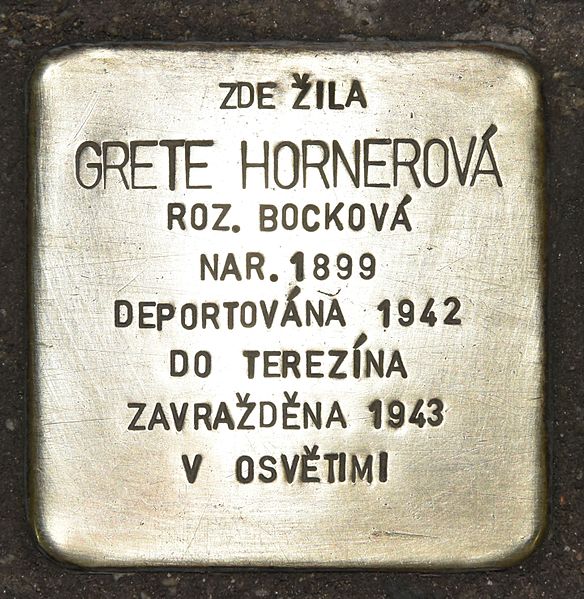 ZDE ŽILA
GRETE HORNEROVÁ
ROZ. BOCKOVÁ
NAR. 1899
DEPORTOVÁNA 1942
DO TEREZÍNA
ZAVRAŽDĚNA 1943
V OSVĚTIMI